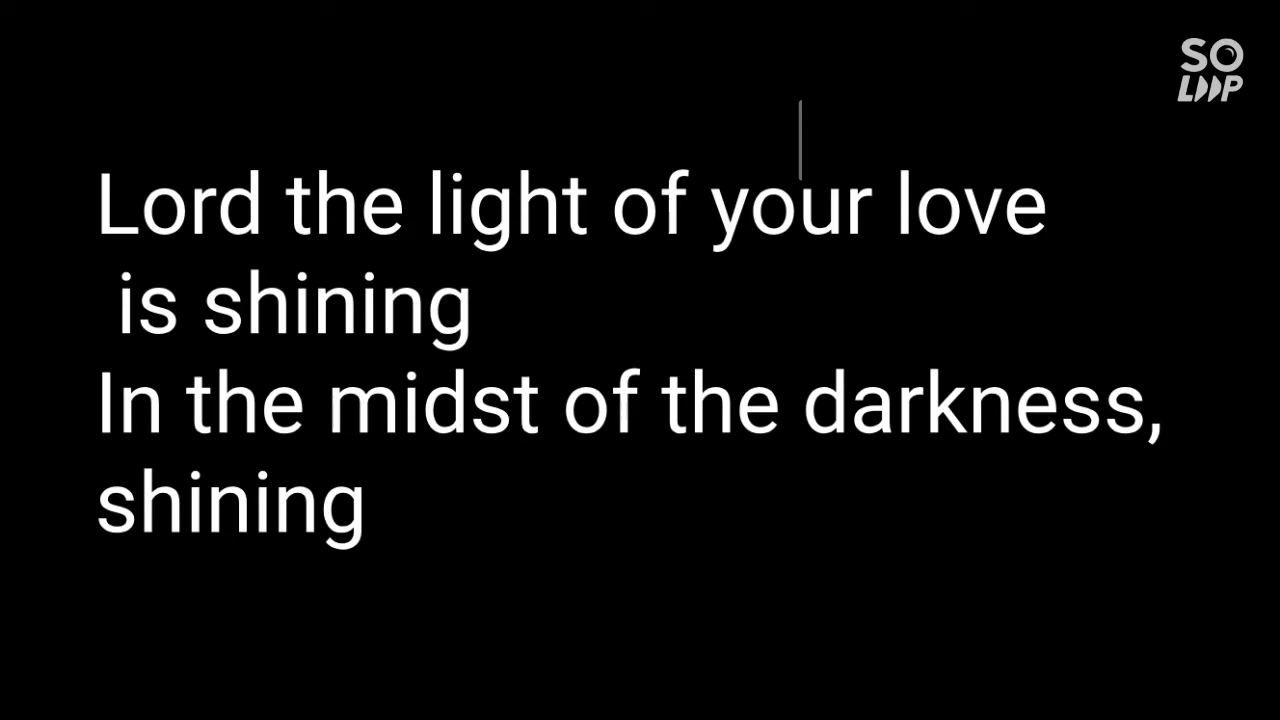 SO
LOOP
Lord the light of your love
is shining
In the midst of the darkness,
shining